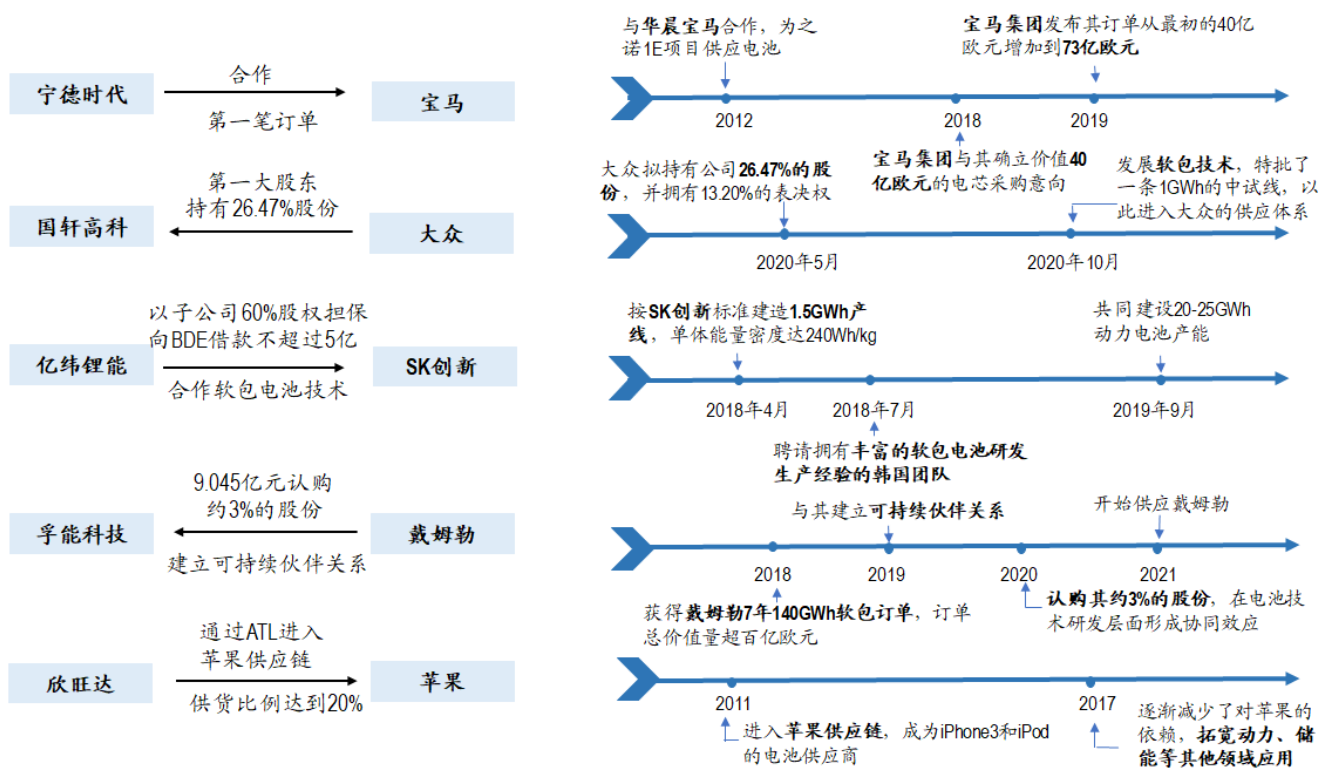 宁德时代
合作
第一笔订单
宝马
与华晨宝马合作，为之
诺1E项目供应电池
宝马集团发布其订单从最初的40亿
欧元增加到73亿欧元
2012
2018
2019
宝马集团与其确立价值40
亿欧元的电芯采购意向
国轩高科
第一大股东
持有26.47%股份
大众
大众拟持有公司26.47%的股
份，并拥有13.20%的表决权
发展软包技术，特批了
一条1GWh的中试线，以
此进入大众的供应体系
2020年5月
2020年10月
亿纬锂能
以子公司60%股权担保
向BDE借款不超过5亿
合作软包电池技术
SK创新
按SK创新标准建造1.5GWh产
线，单体能量密度达240Wh/kg
共同建设20-25GWh
动力电池产能
2018年4月
2018年7月
2019年9月
聘请拥有丰富的软包电池研发
生产经验的韩国团队
孚能科技
9.045亿元认购
约3%的股份
建立可持续伙伴关系
戴姆勒
与其建立可持续伙伴关系
开始供应戴姆勒
2018
2019
2020
2021
获得戴姆勒7年140GWh软包订单，订单
总价值量超百亿欧元
认购其约3%的股份，在电池技
术研发层面形成协同效应
欣旺达
通过ATL进入
苹果供应链
供货比例达到20%
苹果
2011
2017
进入苹果供应链，成为iPhone3和iPod
的电池供应商
逐渐减少了对苹果的
依赖，拓宽动力、储
能等其他领域应用